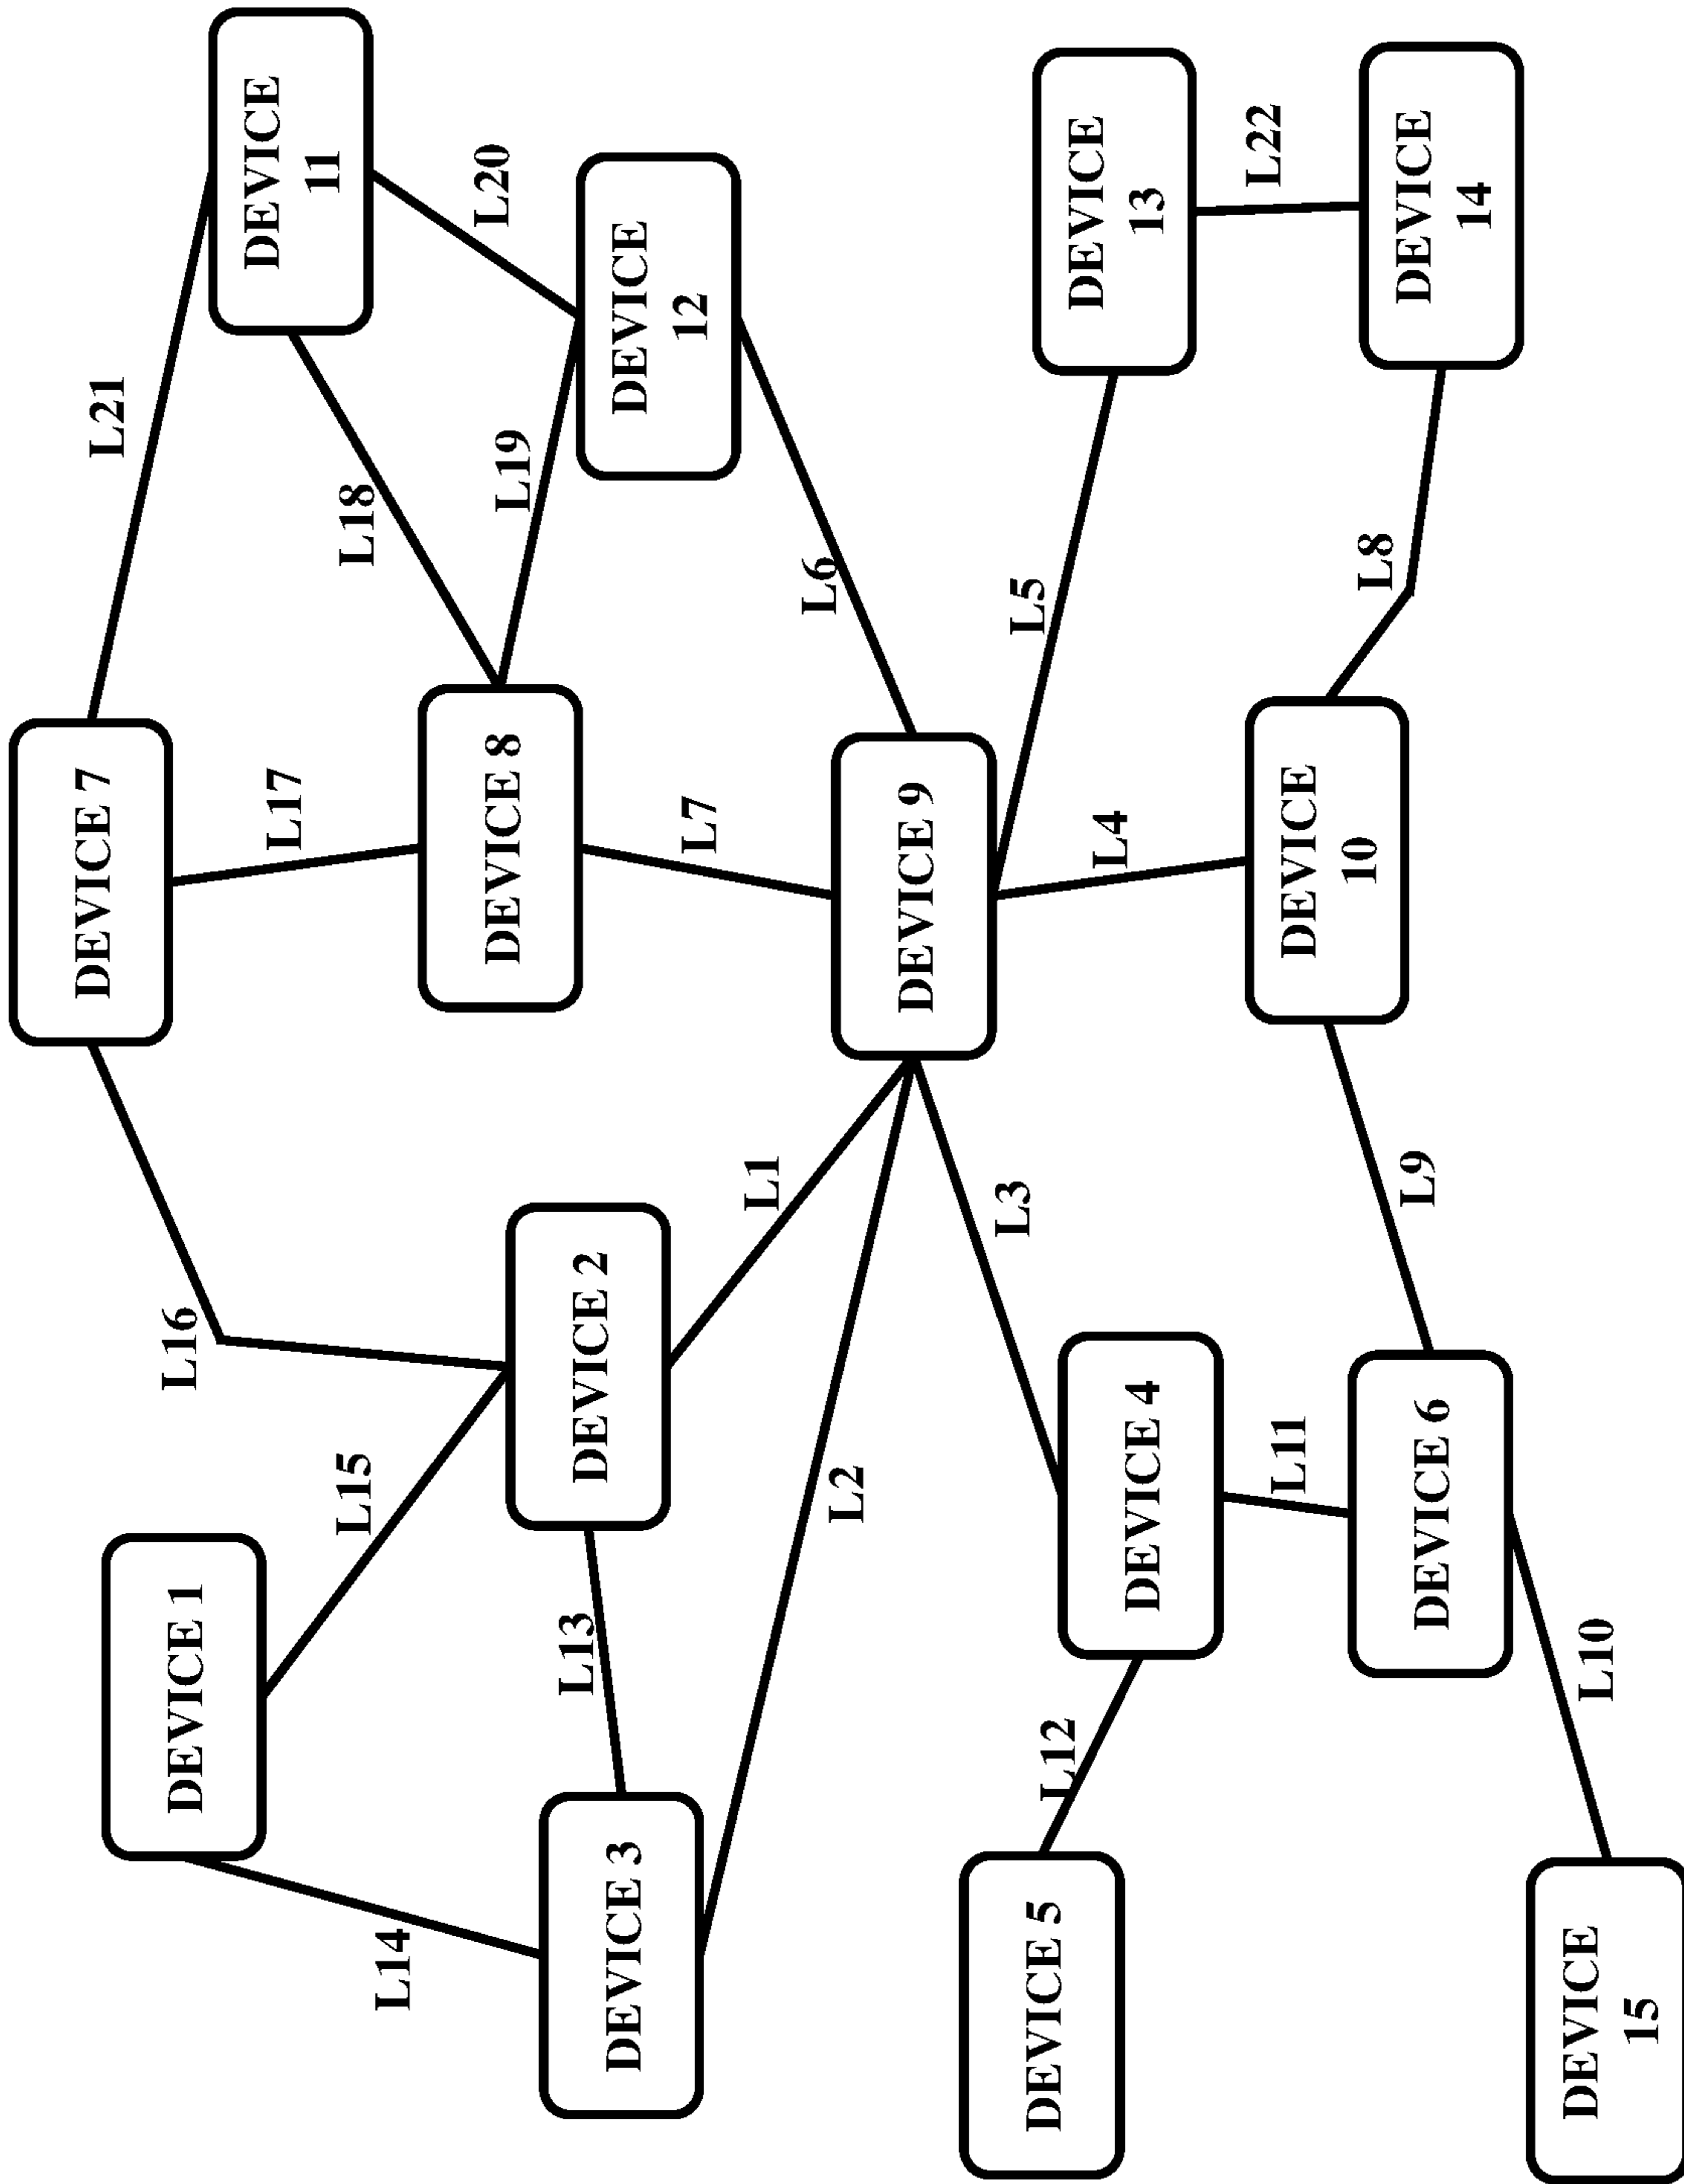 DEVICE 7
L21
L16
DEVICE 1
DEVICE
11
L17
L15
L18
L14
L20
DEVICE 8
L19
L13
DEVICE 2
DEVICE 3
DEVICE
12
L7
L1
L6
L2
DEVICE 9
L3
L5
DEVICE 5
L12
DEVICE
13
L4
DEVICE 4
L22
L11
DEVICE
10
L8
DEVICE
14
L9
DEVICE 6
L10
DEVICE
15